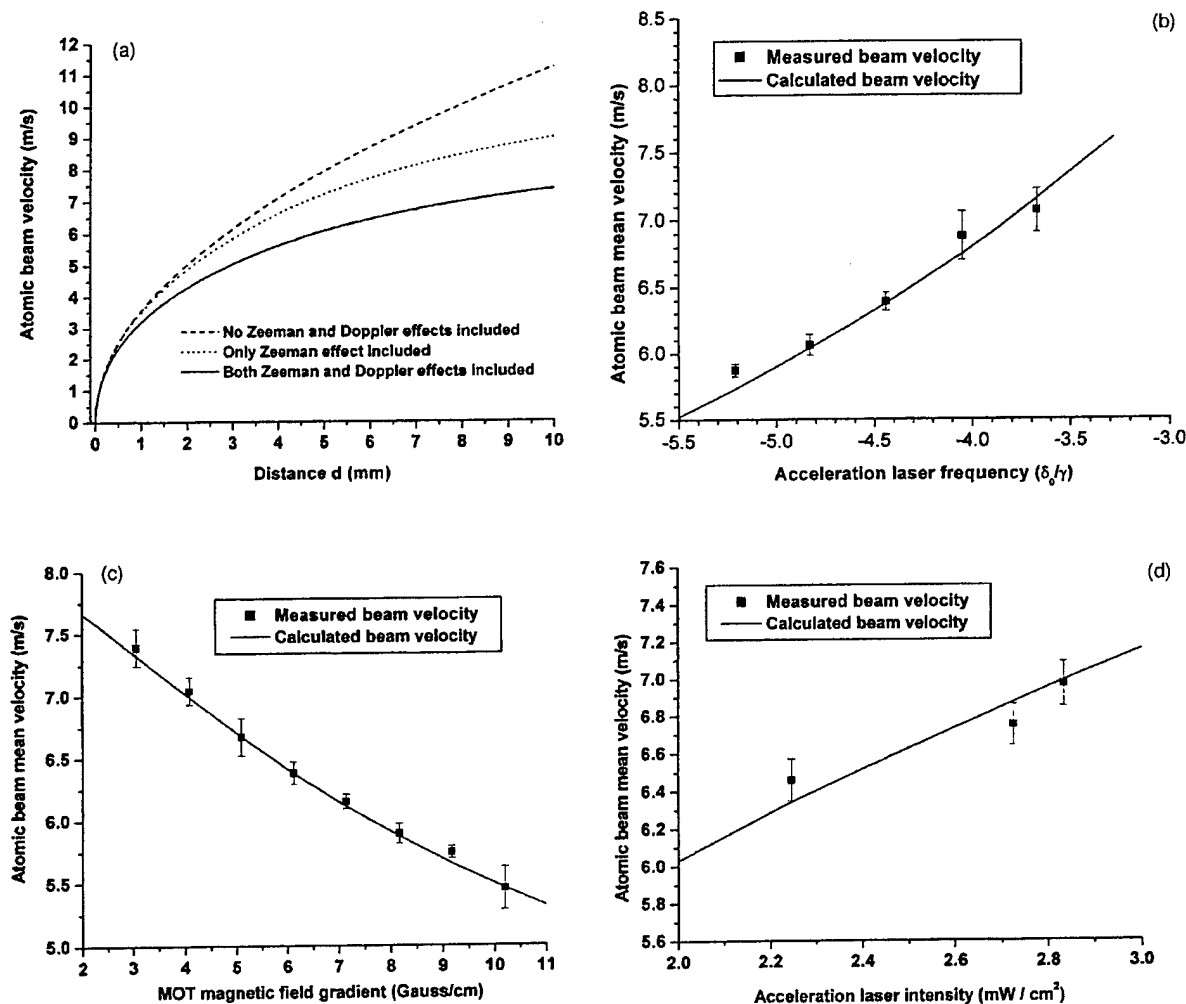 (a)
Atomic beam velocity (m/s)
12
11
10
9
8
7
6
5
4
3
2
1
0
No Zeeman and Doppler effects included
Only Zeeman effect included
Both Zeeman and Doppler effects included
0 1 2 3 4 5 6 7 8 9 10
Distance d (mm)
(b)
Atomic beam mean velocity (m/s)
8.5
8.0
7.5
7.0
6.5
6.0
5.5
Measured beam velocity
Calculated beam velocity
-5.5 -5.0 -4.5 -4.0 -3.5 -3.0
Acceleration laser frequency (δ₀/γ)
(c)
Atomic beam mean velocity (m/s)
8.0
7.5
7.0
6.5
6.0
5.5
5.0
Measured beam velocity
Calculated beam velocity
2 3 4 5 6 7 8 9 10 11
MOT magnetic field gradient (Gauss/cm)
(d)
Atomic beam mean velocity (m/s)
7.6
7.4
7.2
7.0
6.8
6.6
6.4
6.2
6.0
5.8
5.6
Measured beam velocity
Calculated beam velocity
2.0 2.2 2.4 2.6 2.8 3.0
Acceleration laser intensity (mW / cm²)